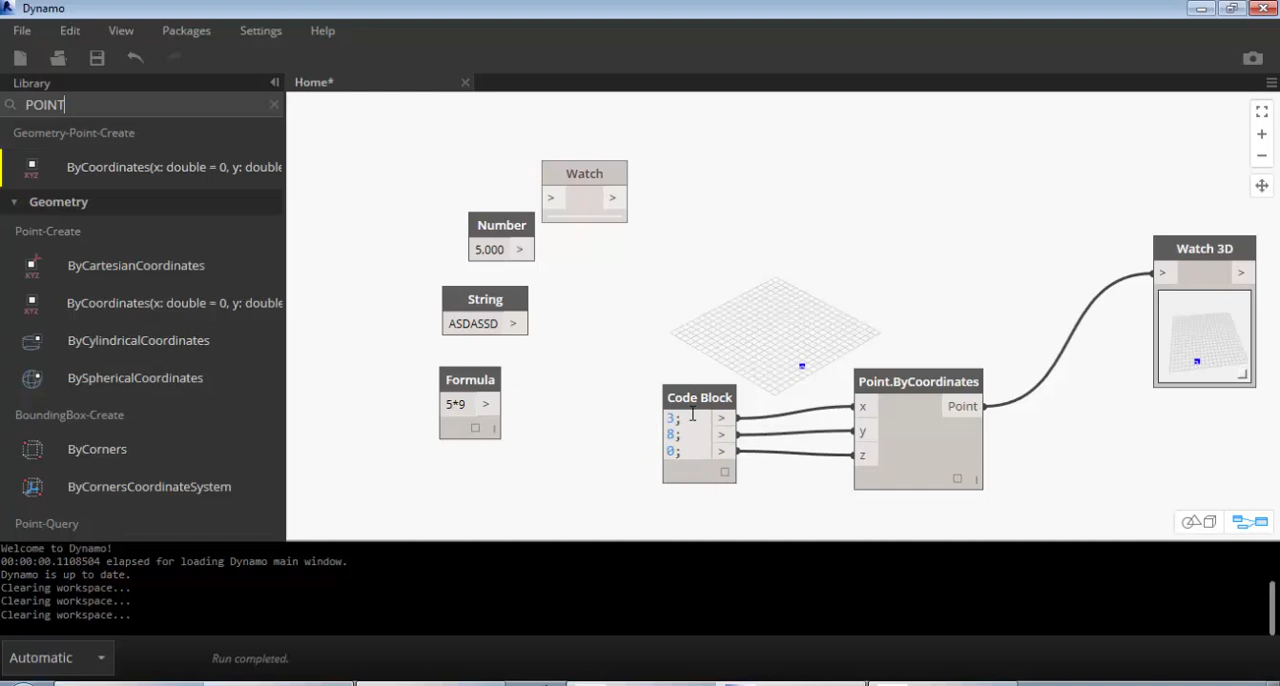 Dynamo
File Edit View Packages Settings Help
Library
Home*
POINT
Geometry-Point-Create
XYZ ByCoordinates(x: double = 0, y: double
Geometry
Point-Create
XYZ ByCartesianCoordinates
XYZ ByCoordinates(x: double = 0, y: double
ByCylindricalCoordinates
BySphericalCoordinates
BoundingBox-Create
ByCorners
ByCornersCoordinateSystem
Point-Query
Watch
> >
Number
5.000 >
String
ASDASSD >
Formula
5*9 >
Code Block
3; >
8; >
0; >
Point.ByCoordinates
x Point
y
z
Watch 3D
> >
Welcome to Dynamo!
00:00:00.1108504 elapsed for loading Dynamo main window.
Dynamo is up to date.
Clearing workspace...
Clearing workspace...
Clearing workspace...
Automatic
Run completed.